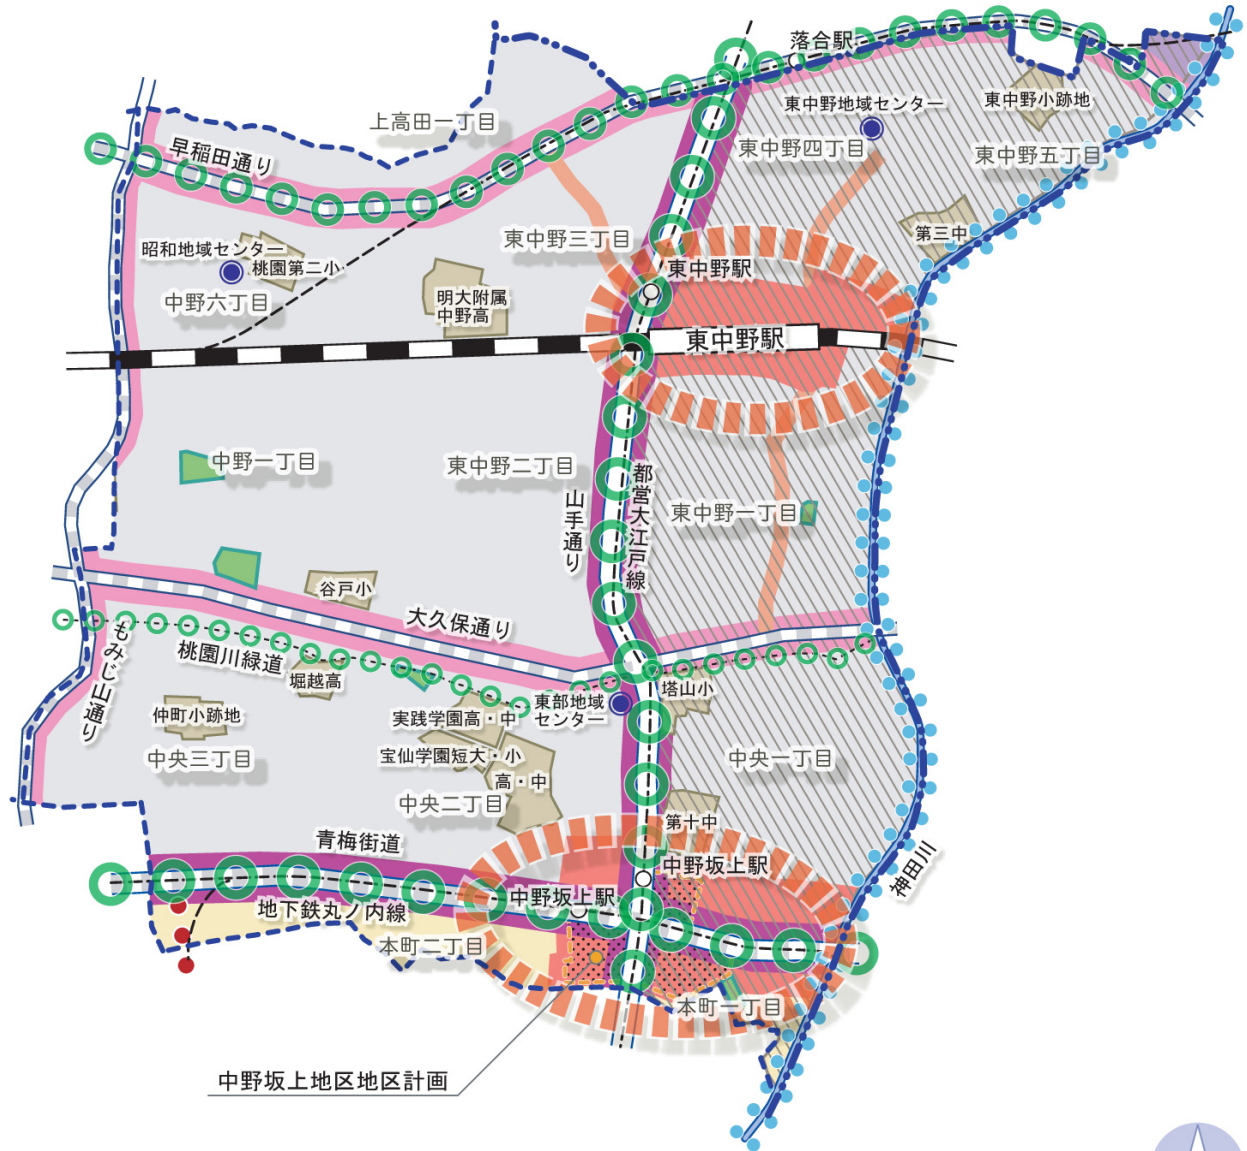 落合駅
東中野地域センター
東中野小跡地
上高田一丁目
東中野四丁目
東中野五丁目
早稲田通り
昭和地域センター
桃園第二小
中野六丁目
東中野三丁目
第三中
東中野駅
明大附属
中野高
東中野駅
中野一丁目
東中野二丁目
山手通り
都営大江戸線
東中野一丁目
谷戸小
大久保通り
もみじ山通り
桃園川緑道
堀越高
塔山小
仲町小跡地
東部地域
センター
実践学園高・中
宝仙学園短大・小
高・中
中央三丁目
中央二丁目
中央一丁目
第十中
青梅街道
中野坂上駅
中野坂上駅
神田川
地下鉄丸ノ内線
本町二丁目
本町一丁目
中野坂上地区地区計画